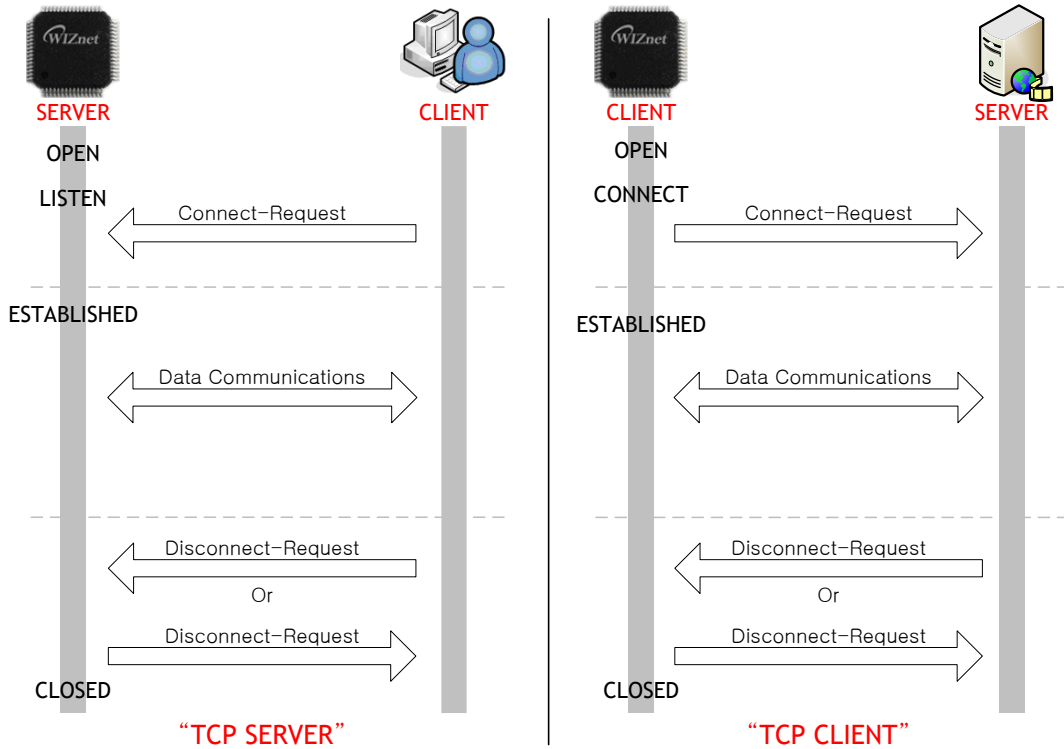 WIZnet
SERVER
CLIENT
OPEN
LISTEN
Connect-Request
ESTABLISHED
Data Communications
Disconnect-Request
Or
Disconnect-Request
CLOSED
“TCP SERVER”
WIZnet
CLIENT
SERVER
OPEN
CONNECT
Connect-Request
ESTABLISHED
Data Communications
Disconnect-Request
Or
Disconnect-Request
CLOSED
“TCP CLIENT”